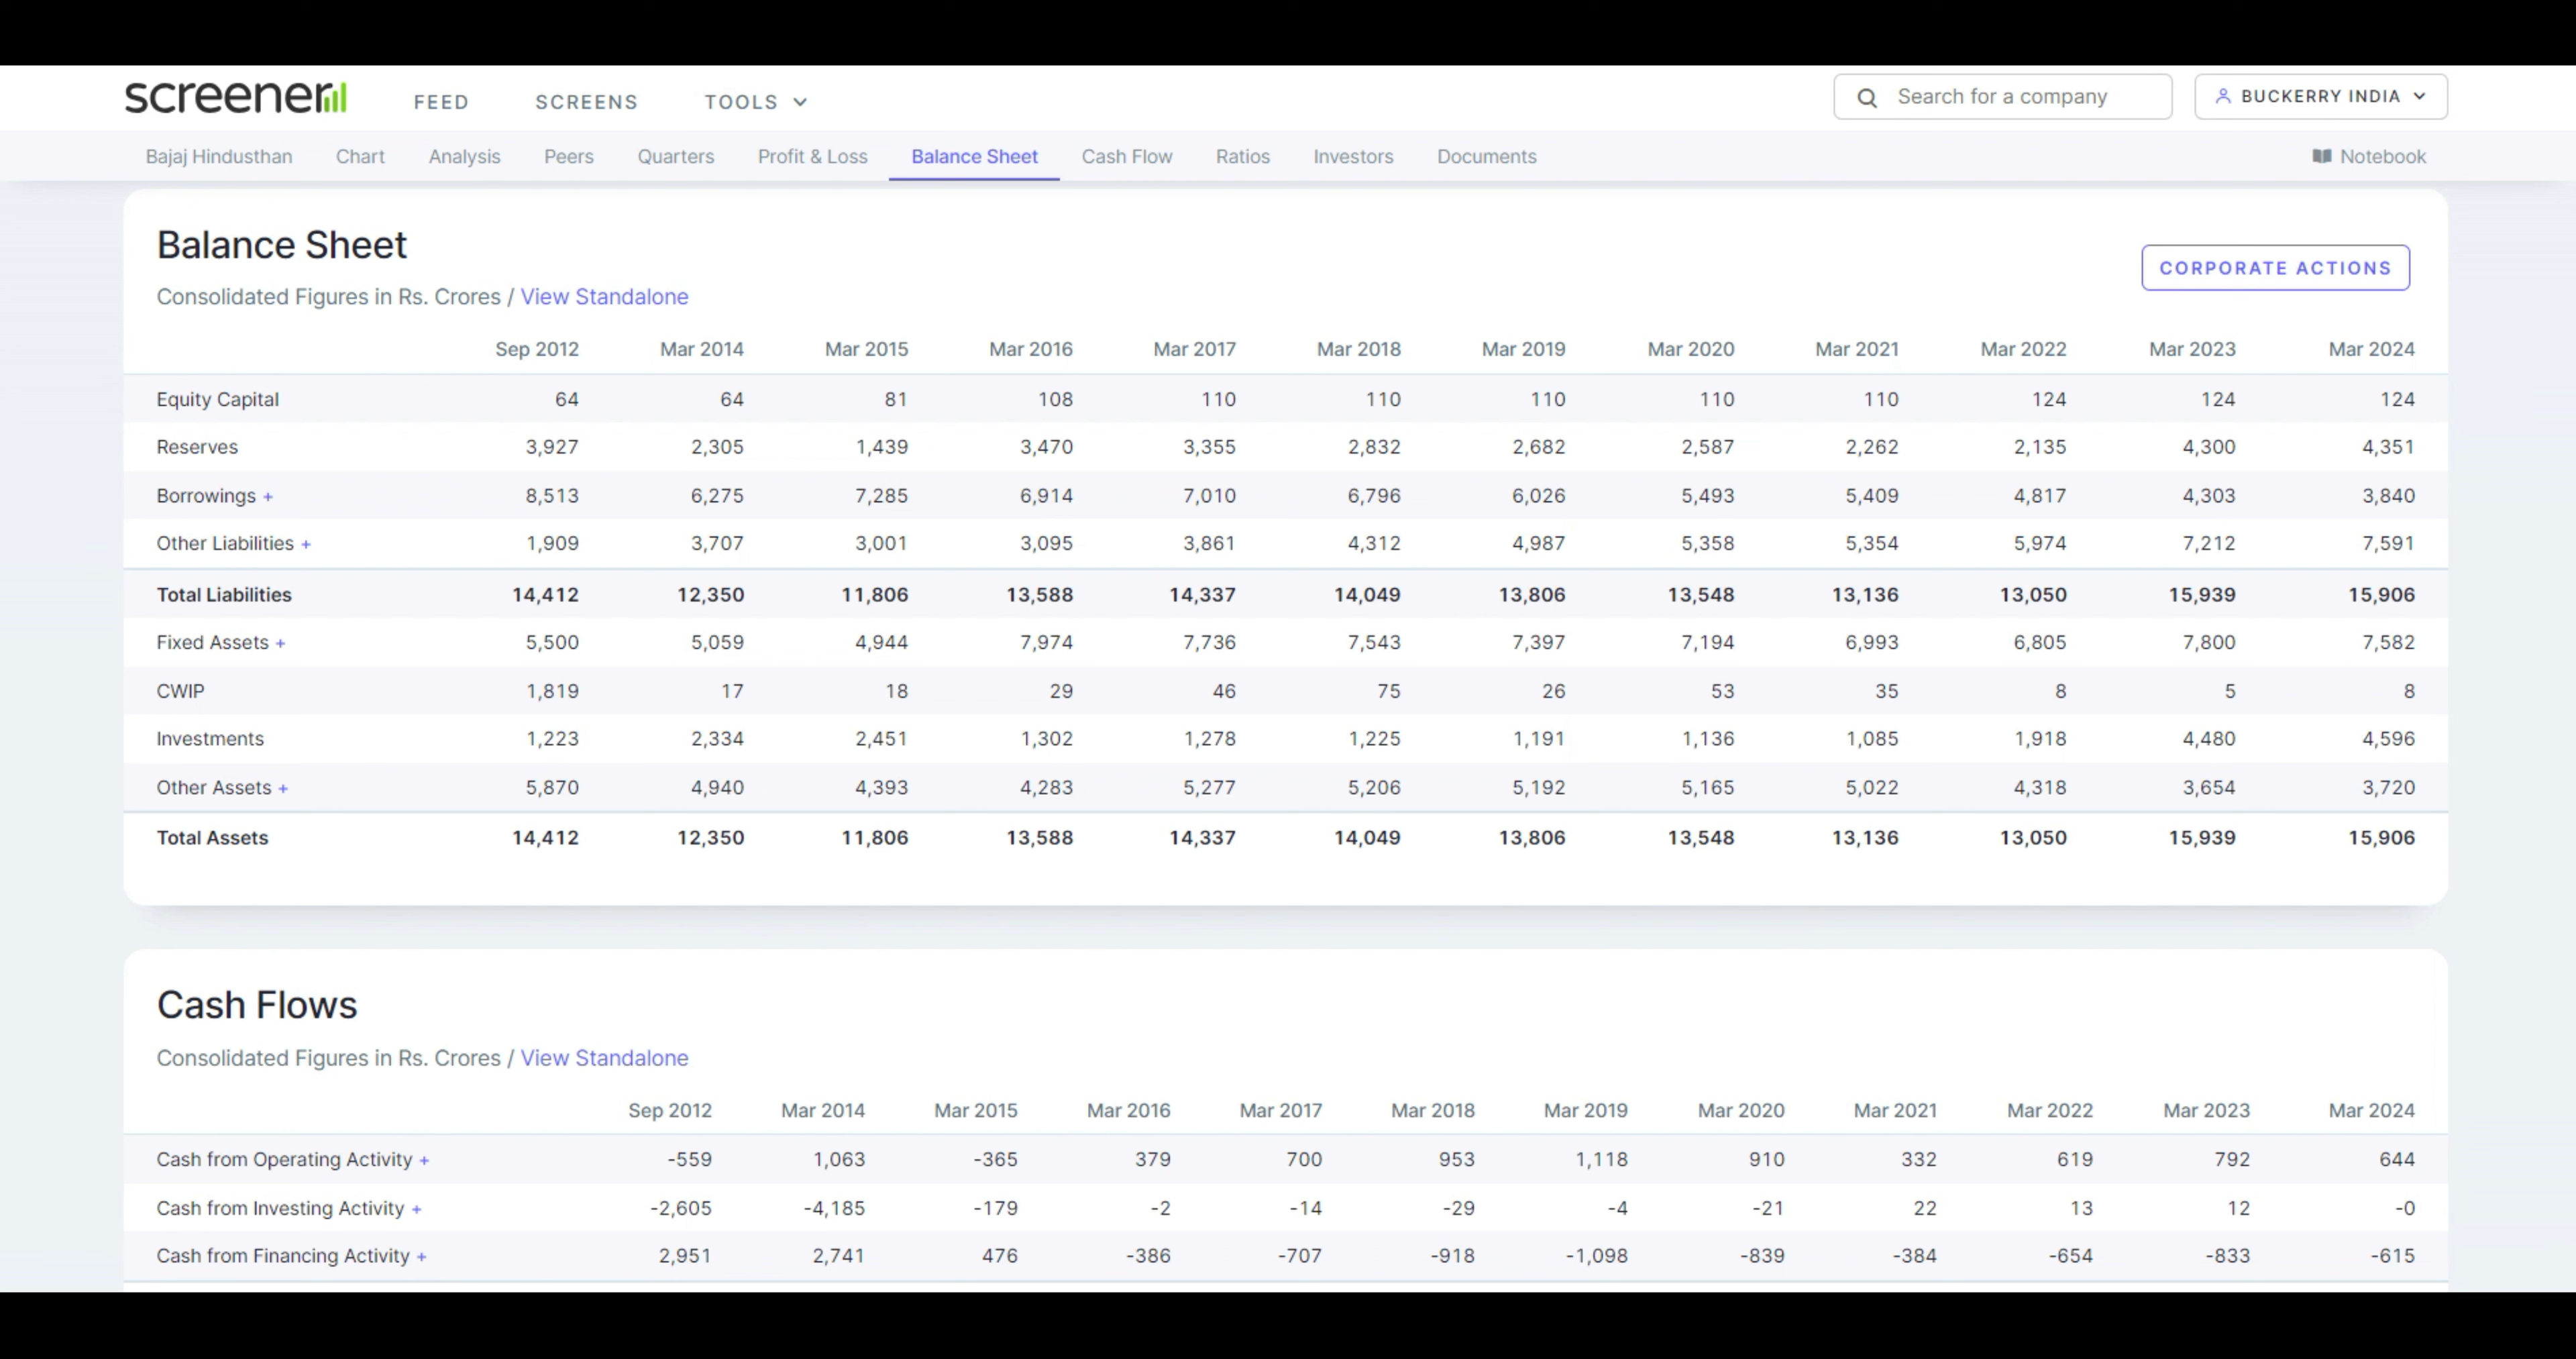 screener FEED SCREENS TOOLS Search for a company BUCKERRY INDIA
Bajaj Hindusthan Chart Analysis Peers Quarters Profit & Loss Balance Sheet Cash Flow Ratios Investors Documents Notebook
Balance Sheet
CORPORATE ACTIONS
Consolidated Figures in Rs. Crores / View Standalone
Sep 2012 Mar 2014 Mar 2015 Mar 2016 Mar 2017 Mar 2018 Mar 2019 Mar 2020 Mar 2021 Mar 2022 Mar 2023 Mar 2024
Equity Capital 64 64 81 108 110 110 110 110 110 124 124 124
Reserves 3,927 2,305 1,439 3,470 3,355 2,832 2,682 2,587 2,262 2,135 4,300 4,351
Borrowings + 8,513 6,275 7,285 6,914 7,010 6,796 6,026 5,493 5,409 4,817 4,303 3,840
Other Liabilities + 1,909 3,707 3,001 3,095 3,861 4,312 4,987 5,358 5,354 5,974 7,212 7,591
Total Liabilities 14,412 12,350 11,806 13,588 14,337 14,049 13,806 13,548 13,136 13,050 15,939 15,906
Fixed Assets + 5,500 5,059 4,944 7,974 7,736 7,543 7,397 7,194 6,993 6,805 7,800 7,582
CWIP 1,819 17 18 29 46 75 26 53 35 8 5 8
Investments 1,223 2,334 2,451 1,302 1,278 1,225 1,191 1,136 1,085 1,918 4,480 4,596
Other Assets + 5,870 4,940 4,393 4,283 5,277 5,206 5,192 5,165 5,022 4,318 3,654 3,720
Total Assets 14,412 12,350 11,806 13,588 14,337 14,049 13,806 13,548 13,136 13,050 15,939 15,906
Cash Flows
Consolidated Figures in Rs. Crores / View Standalone
Sep 2012 Mar 2014 Mar 2015 Mar 2016 Mar 2017 Mar 2018 Mar 2019 Mar 2020 Mar 2021 Mar 2022 Mar 2023 Mar 2024
Cash from Operating Activity + -559 1,063 -365 379 700 953 1,118 910 332 619 792 644
Cash from Investing Activity + -2,605 -4,185 -179 -2 -14 -29 -4 -21 22 13 12 -0
Cash from Financing Activity + 2,951 2,741 476 -386 -707 -918 -1,098 -839 -384 -654 -833 -615